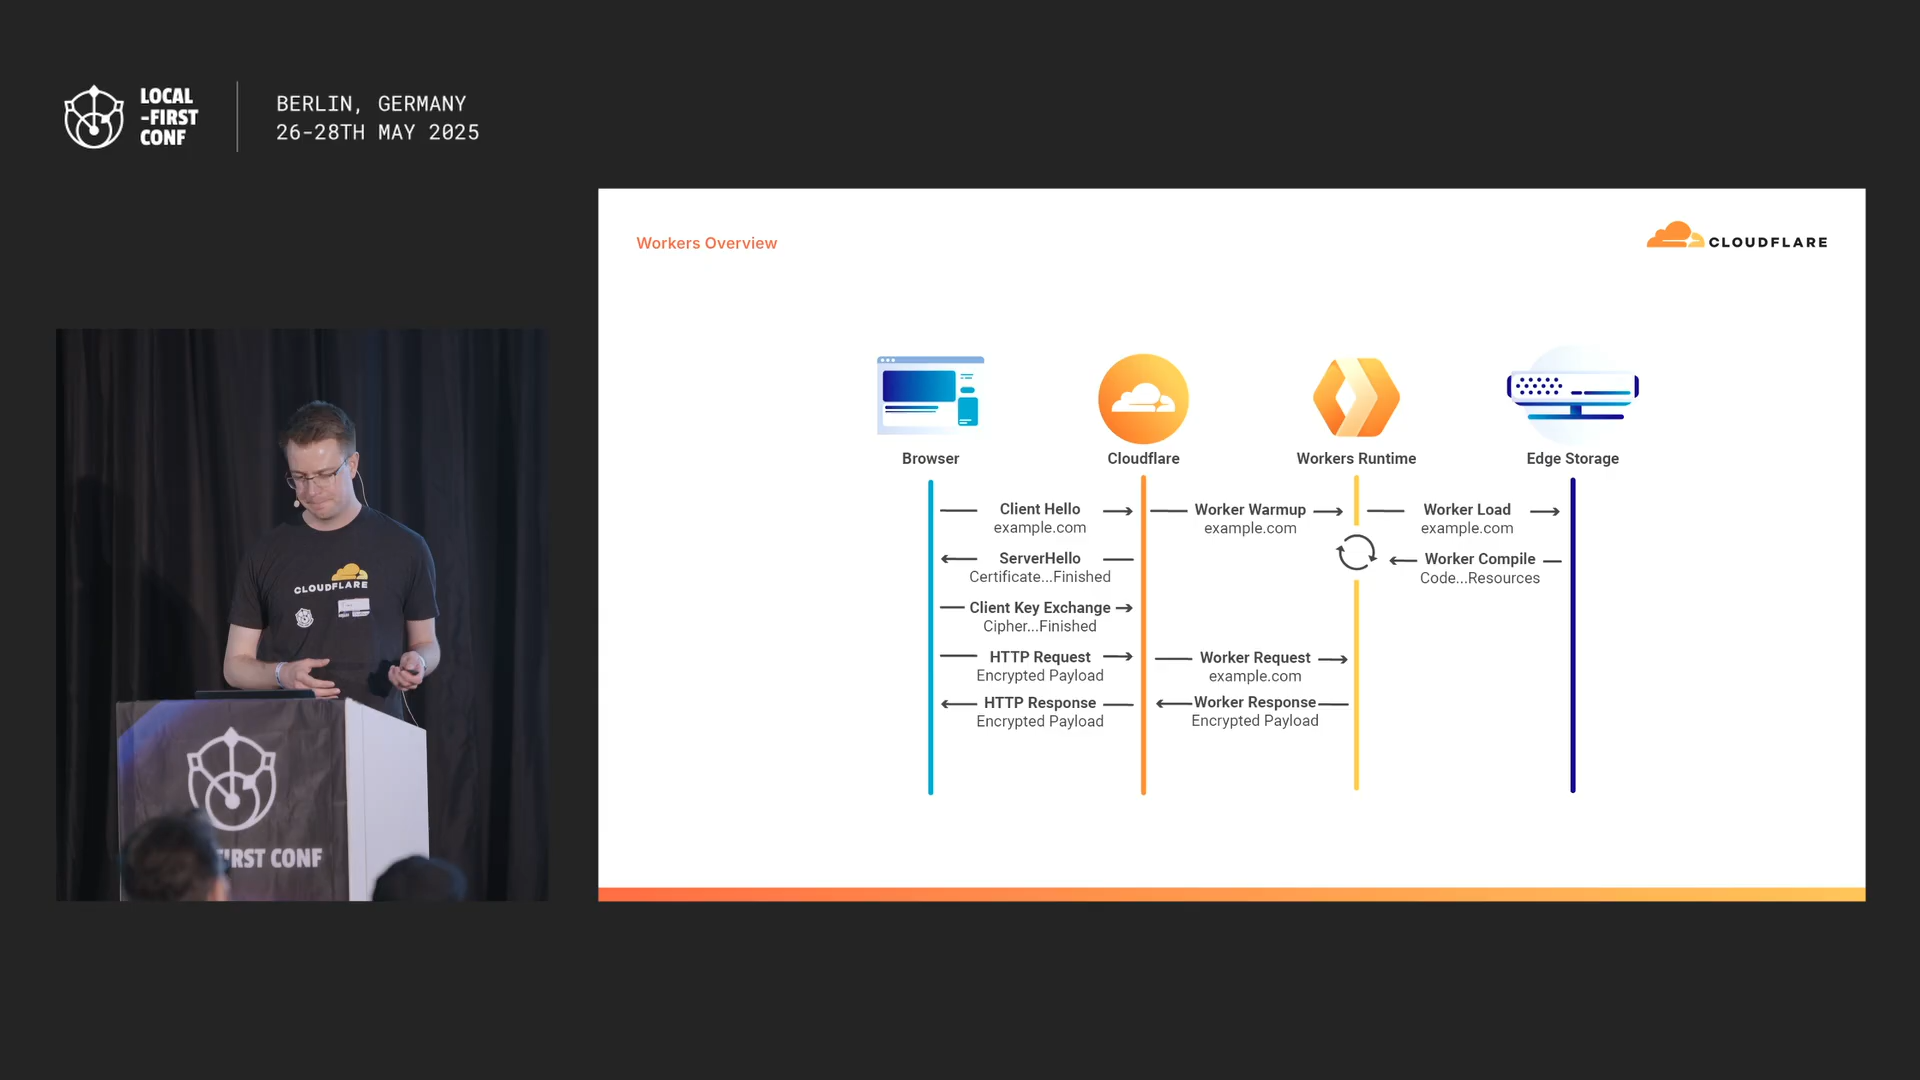 LOCAL
-FIRST
CONF
BERLIN, GERMANY
26-28TH MAY 2025
Workers Overview
CLOUDFLARE
Browser
Cloudflare
Workers Runtime
Edge Storage
Client Hello
example.com
Worker Warmup
example.com
Worker Load
example.com
ServerHello
Certificate...Finished
Worker Compile
Code...Resources
Client Key Exchange
Cipher...Finished
HTTP Request
Encrypted Payload
Worker Request
example.com
HTTP Response
Encrypted Payload
Worker Response
Encrypted Payload
CLOUDFLARE
FIRST CONF